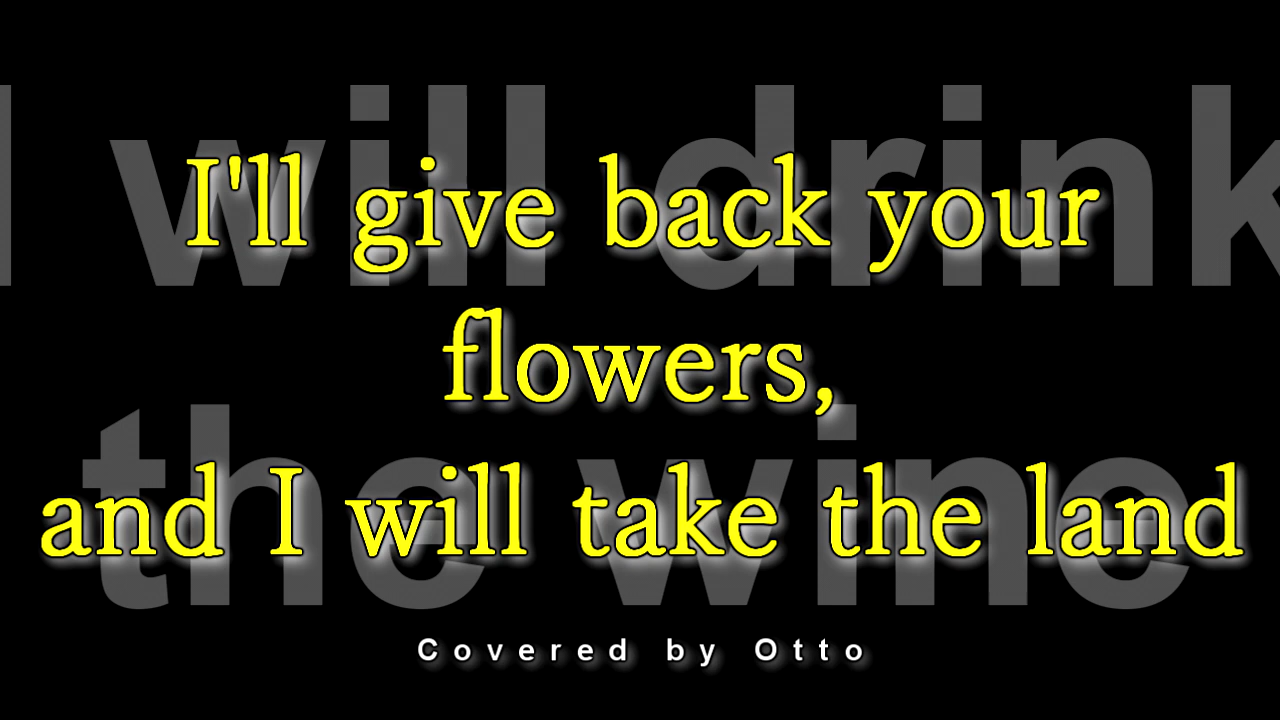 I will drink
I'll give back your
flowers,
the wine
and I will take the land
Covered by Otto